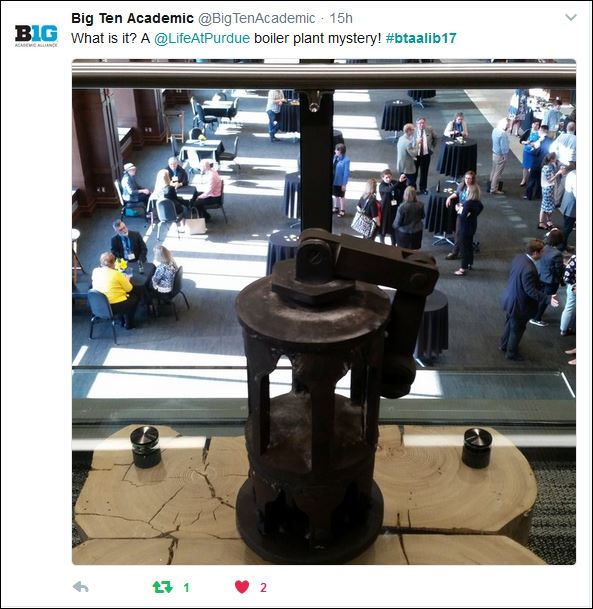 Big Ten Academic @BigTenAcademic · 15h
B1G
ACADEMIC ALLIANCE
What is it? A @LifeAtPurdue boiler plant mystery! #btaalib17
1
2